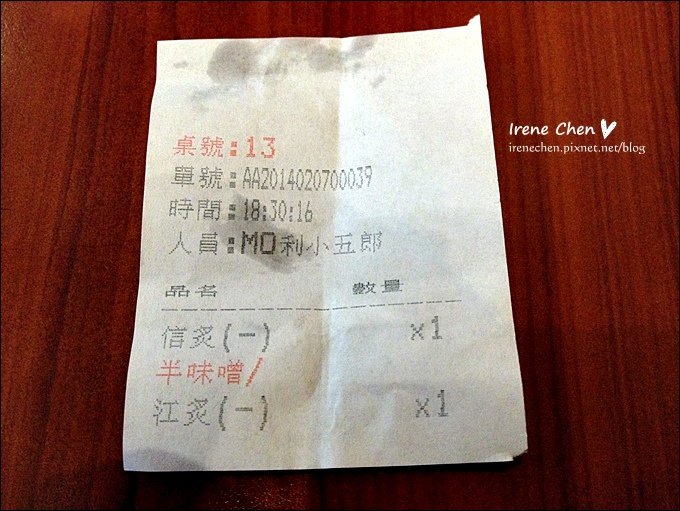 Irene Chen
irenechen.pixnet.net/blog
桌號:13
單號:AA2014020700039
時間:18:30:16
人員:MO利小五郎
品名 數量
信炙(一) x1
半味噌/
江炙(一) x1